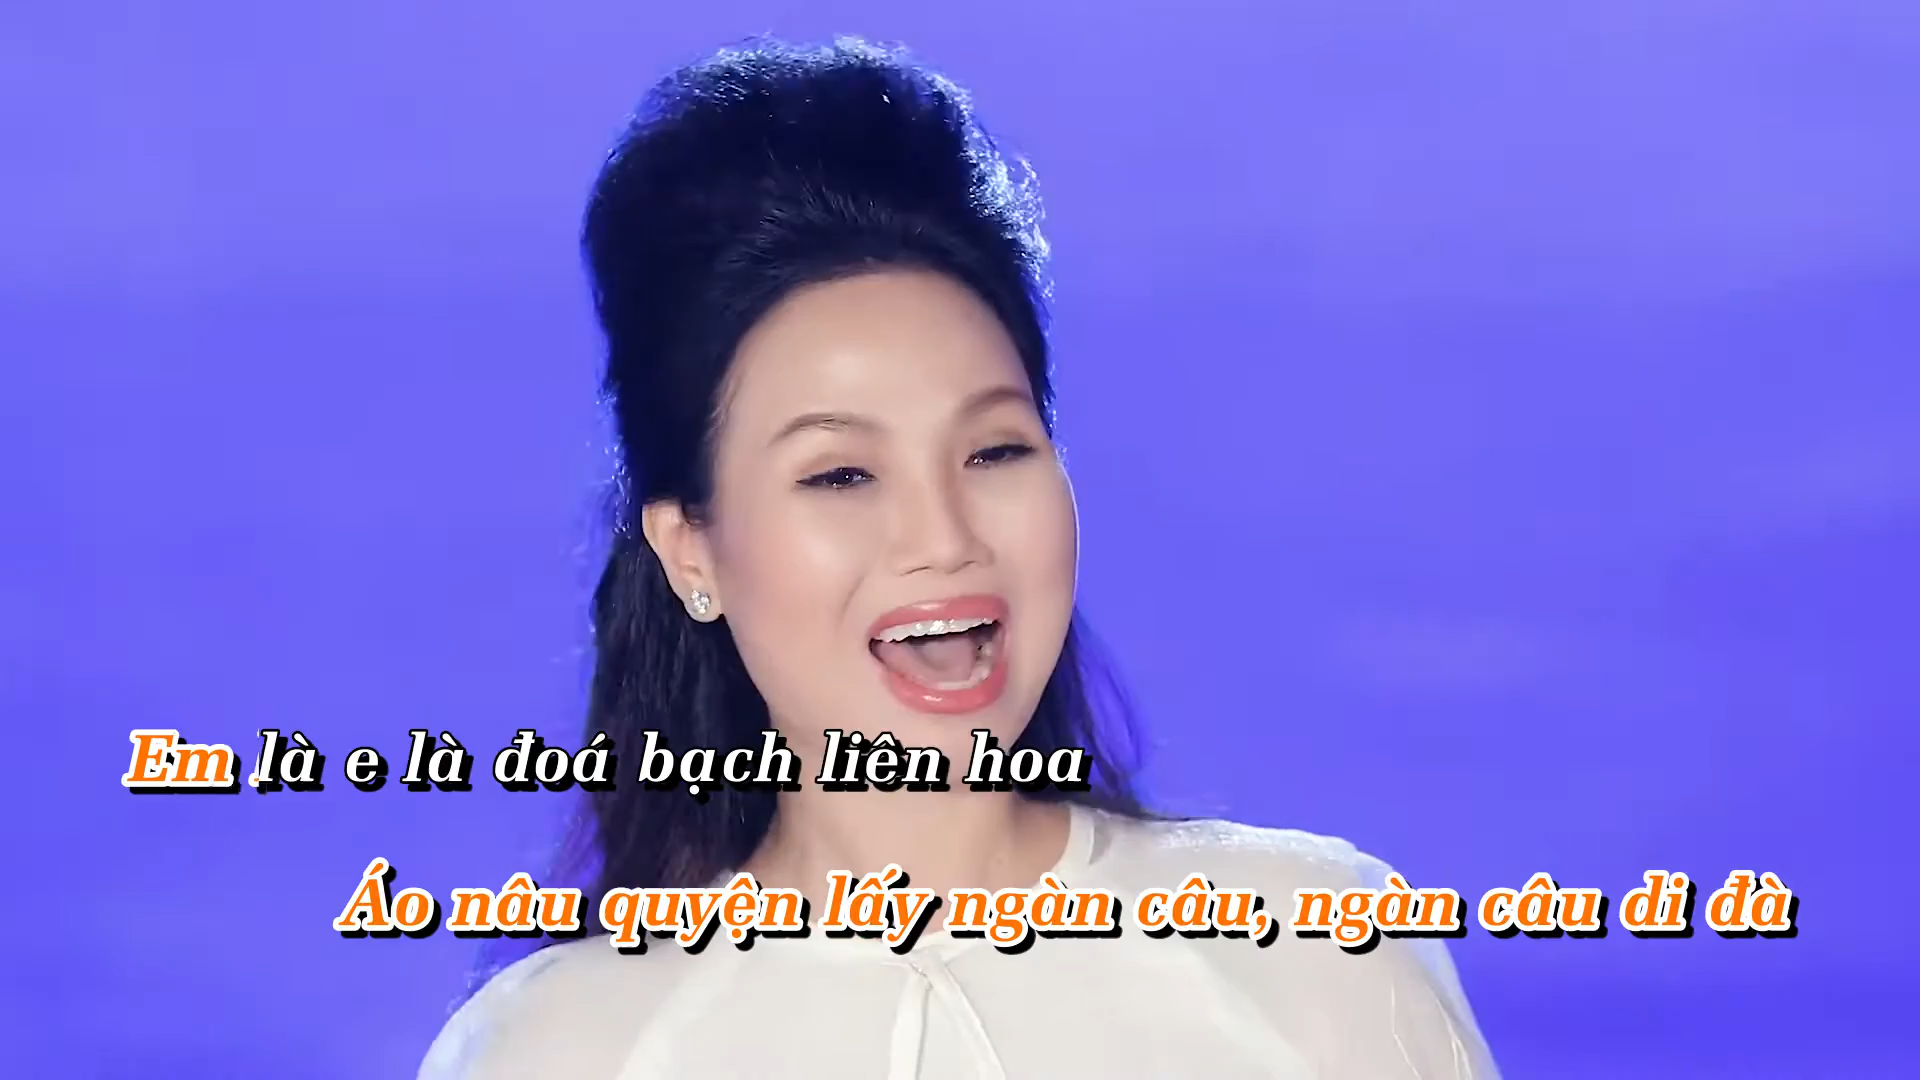 Em là e là đoá bạch liên hoa
Áo nâu quyện lấy ngàn câu, ngàn câu di đà